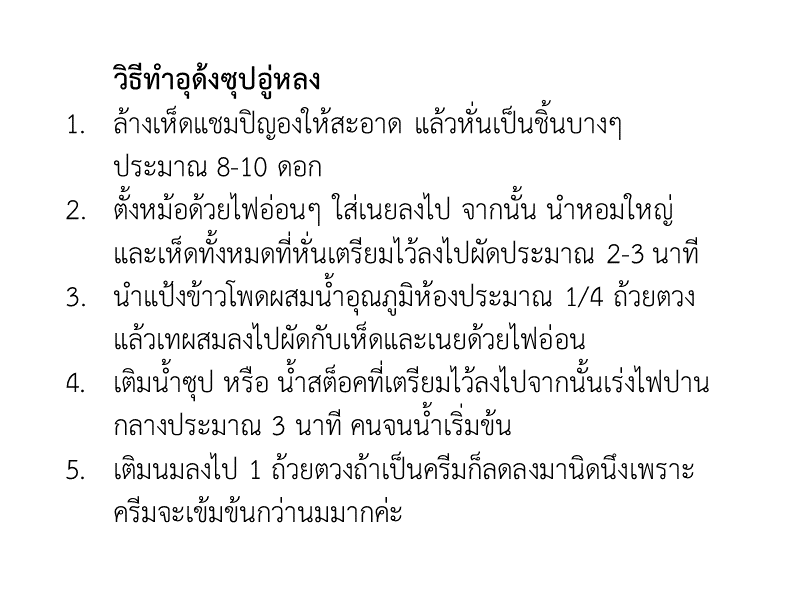 วิธีทำอุด้งซุปอู่หลง
1. ล้างเห็ดแชมปิญองให้สะอาด แล้วหั่นเป็นชิ้นบางๆ
ประมาณ 8-10 ดอก
2. ตั้งหม้อด้วยไฟอ่อนๆ ใส่เนยลงไป จากนั้น นำหอมใหญ่
และเห็ดทั้งหมดที่หั่นเตรียมไว้ลงไปผัดประมาณ 2-3 นาที
3. นำแป้งข้าวโพดผสมน้ำอุณภูมิห้องประมาณ 1/4 ถ้วยตวง
แล้วเทผสมลงไปผัดกับเห็ดและเนยด้วยไฟอ่อน
4. เติมน้ำซุป หรือ น้ำสต็อคที่เตรียมไว้ลงไปจากนั้นเร่งไฟปาน
กลางประมาณ 3 นาที คนจนน้ำเริ่มข้น
5. เติมนมลงไป 1 ถ้วยตวงถ้าเป็นครีมก็ลดลงมานิดนึงเพราะ
ครีมจะเข้มข้นกว่านมมากค่ะ